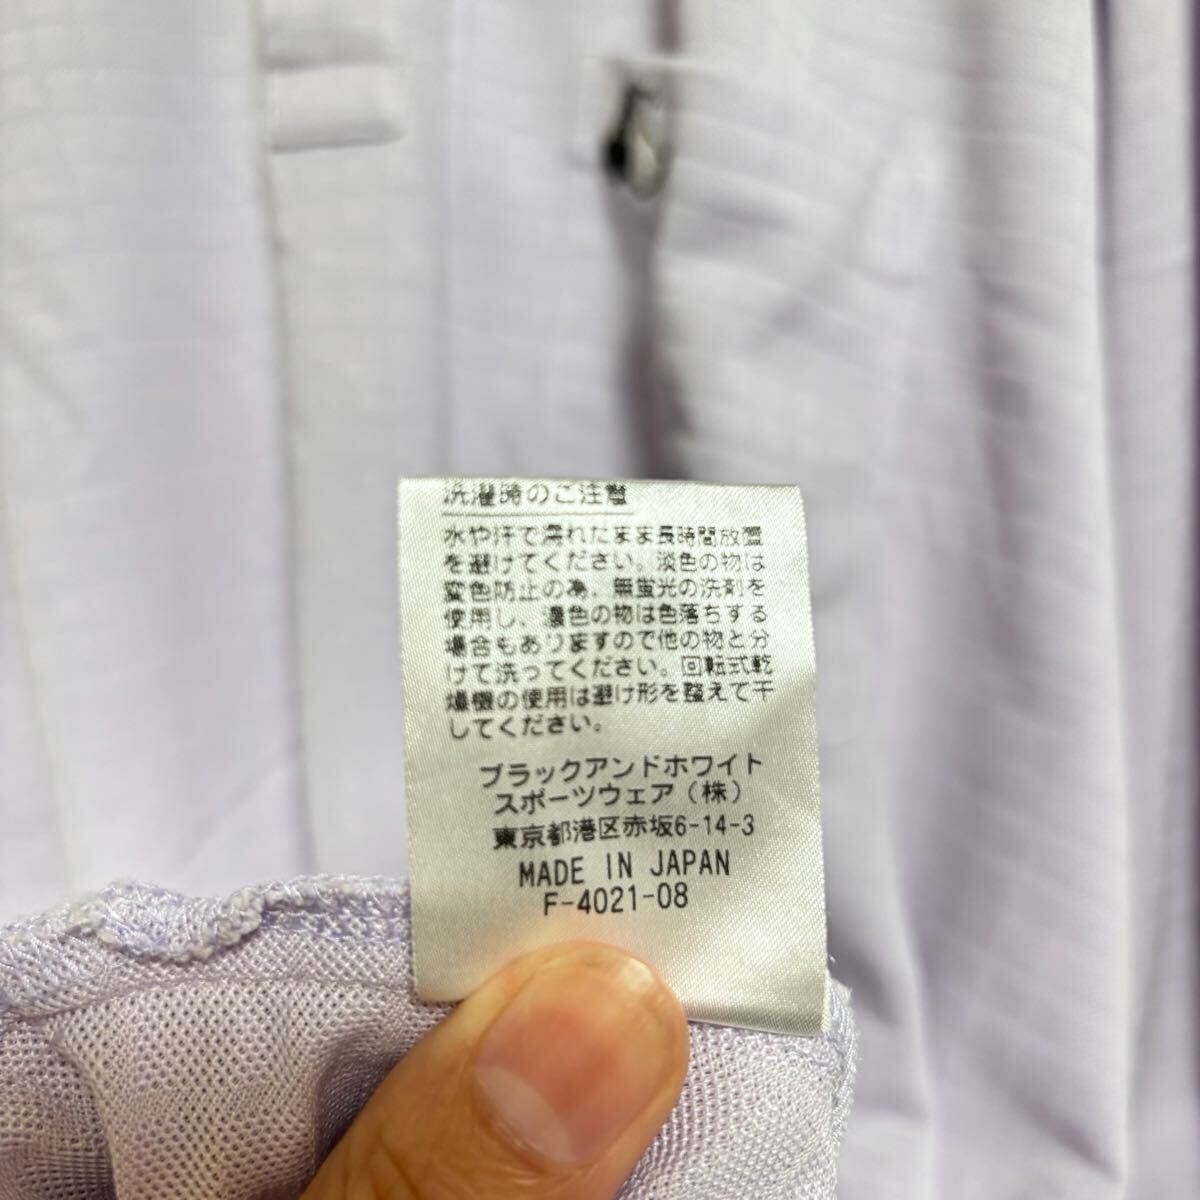 洗濯時のご注意
水や汗で濡れたまま長時間放置
を避けてください。淡色の物は
変色防止の為、無蛍光の洗剤を
使用し、濃色の物は色落ちする
場合もありますので他の物と分
けて洗ってください。回転式乾
燥機の使用は避け形を整えて干
してください。
ブラックアンドホワイト
スポーツウェア(株)
東京都港区赤坂6-14-3
MADE IN JAPAN
F-4021-08